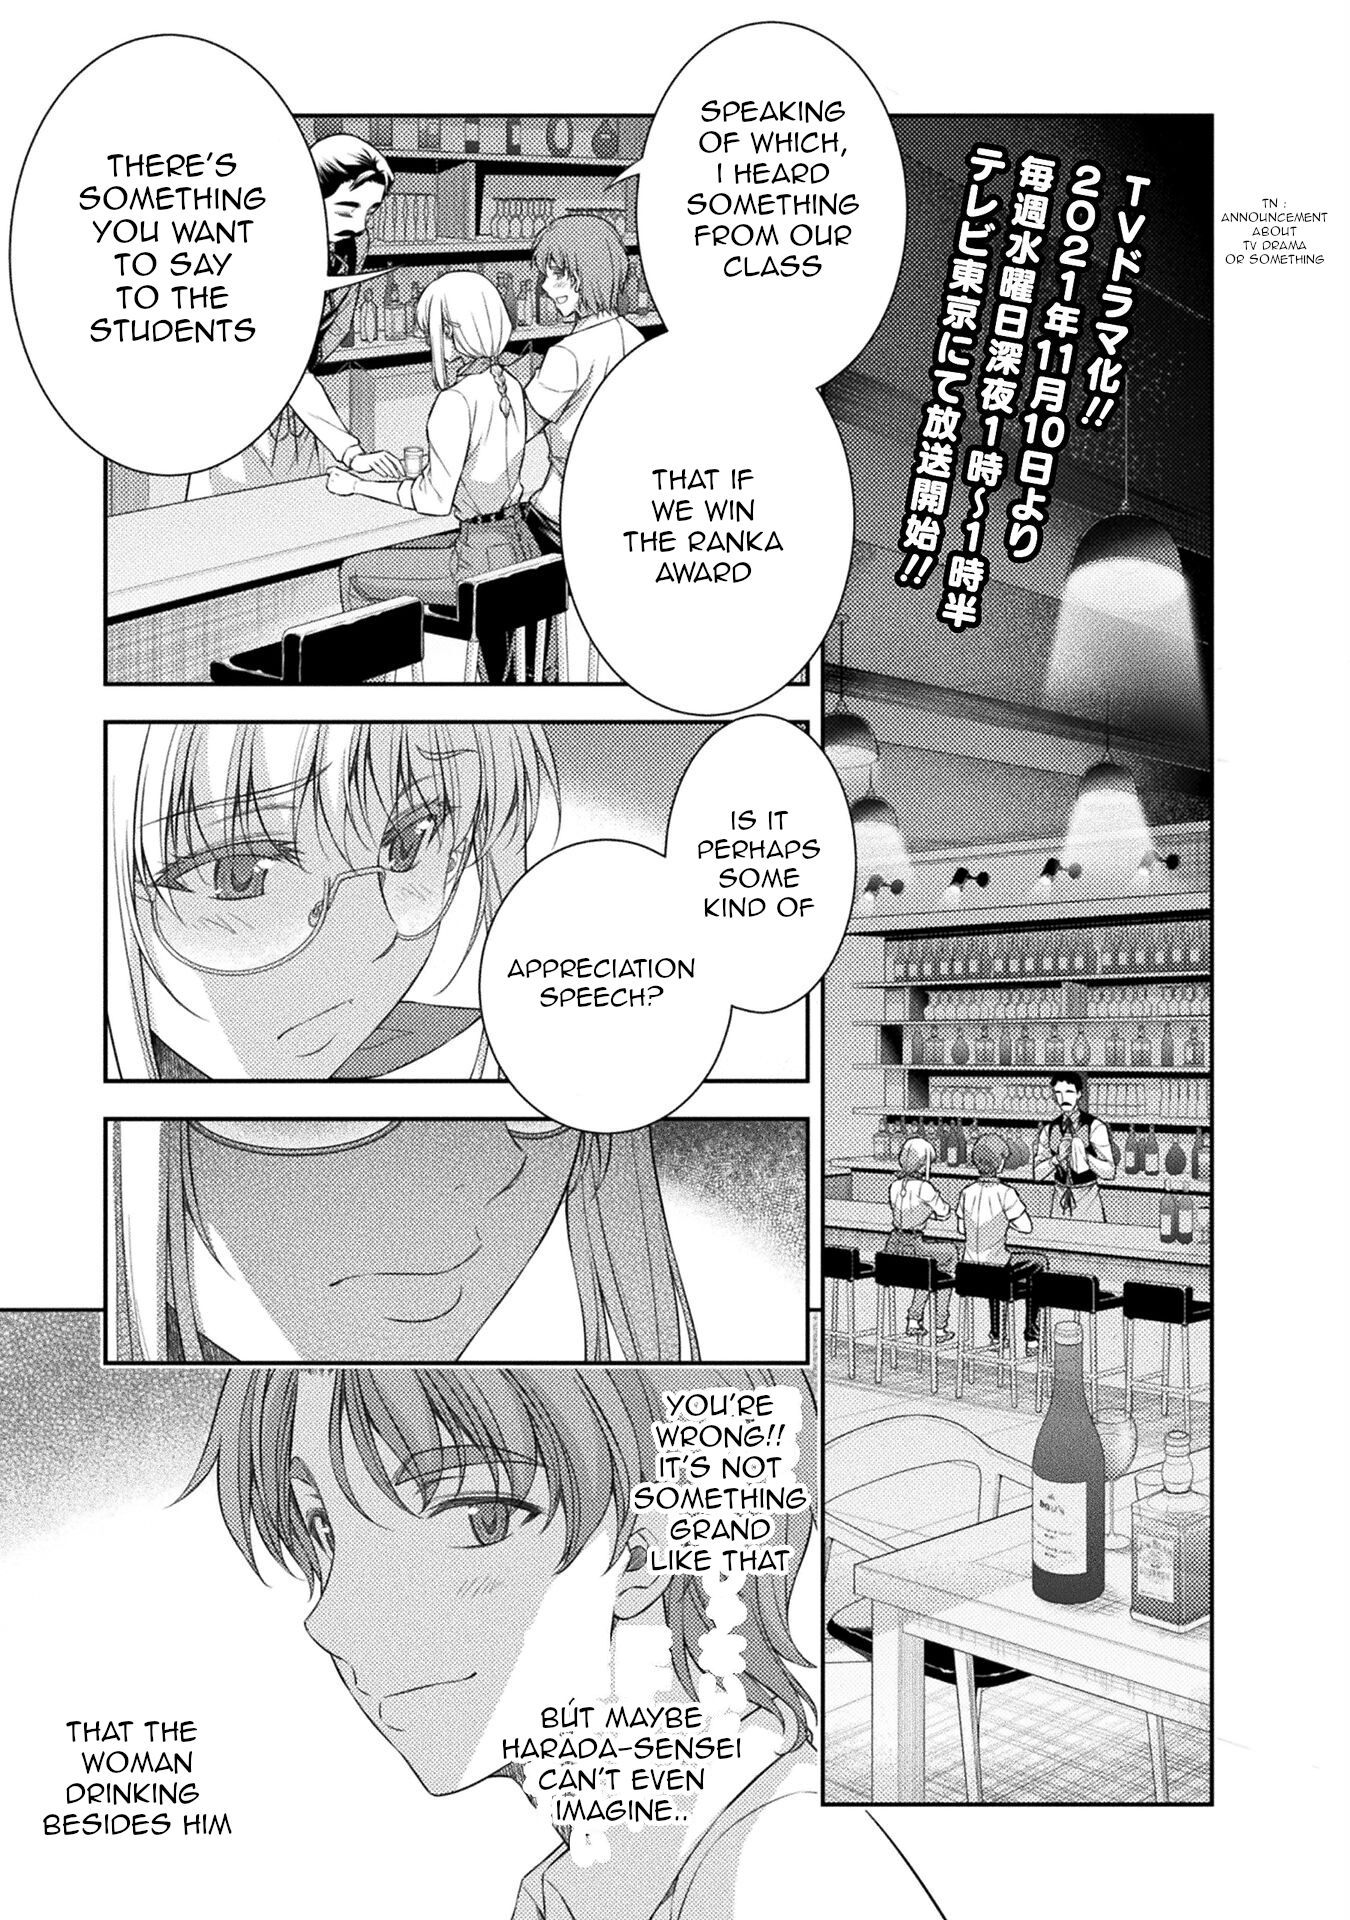 TVドラマ化!!
2021年11月10日より
毎週水曜日深夜1時〜1時半
テレビ東京にて放送開始!!
TN :
ANNOUNCEMENT
ABOUT
TV DRAMA
OR SOMETHING
SPEAKING
OF WHICH,
I HEARD
SOMETHING
FROM OUR
CLASS
THAT IF
WE WIN
THE RANKA
AWARD
THERE'S
SOMETHING
YOU WANT
TO SAY
TO THE
STUDENTS
IS IT
PERHAPS
SOME
KIND OF
APPRECIATION
SPEECH?
YOU'RE
WRONG!!
IT'S NOT
SOMETHING
GRAND
LIKE THAT
BUT MAYBE
HARADA-SENSEI
CAN'T EVEN
IMAGINE..
THAT THE
WOMAN
DRINKING
BESIDES HIM